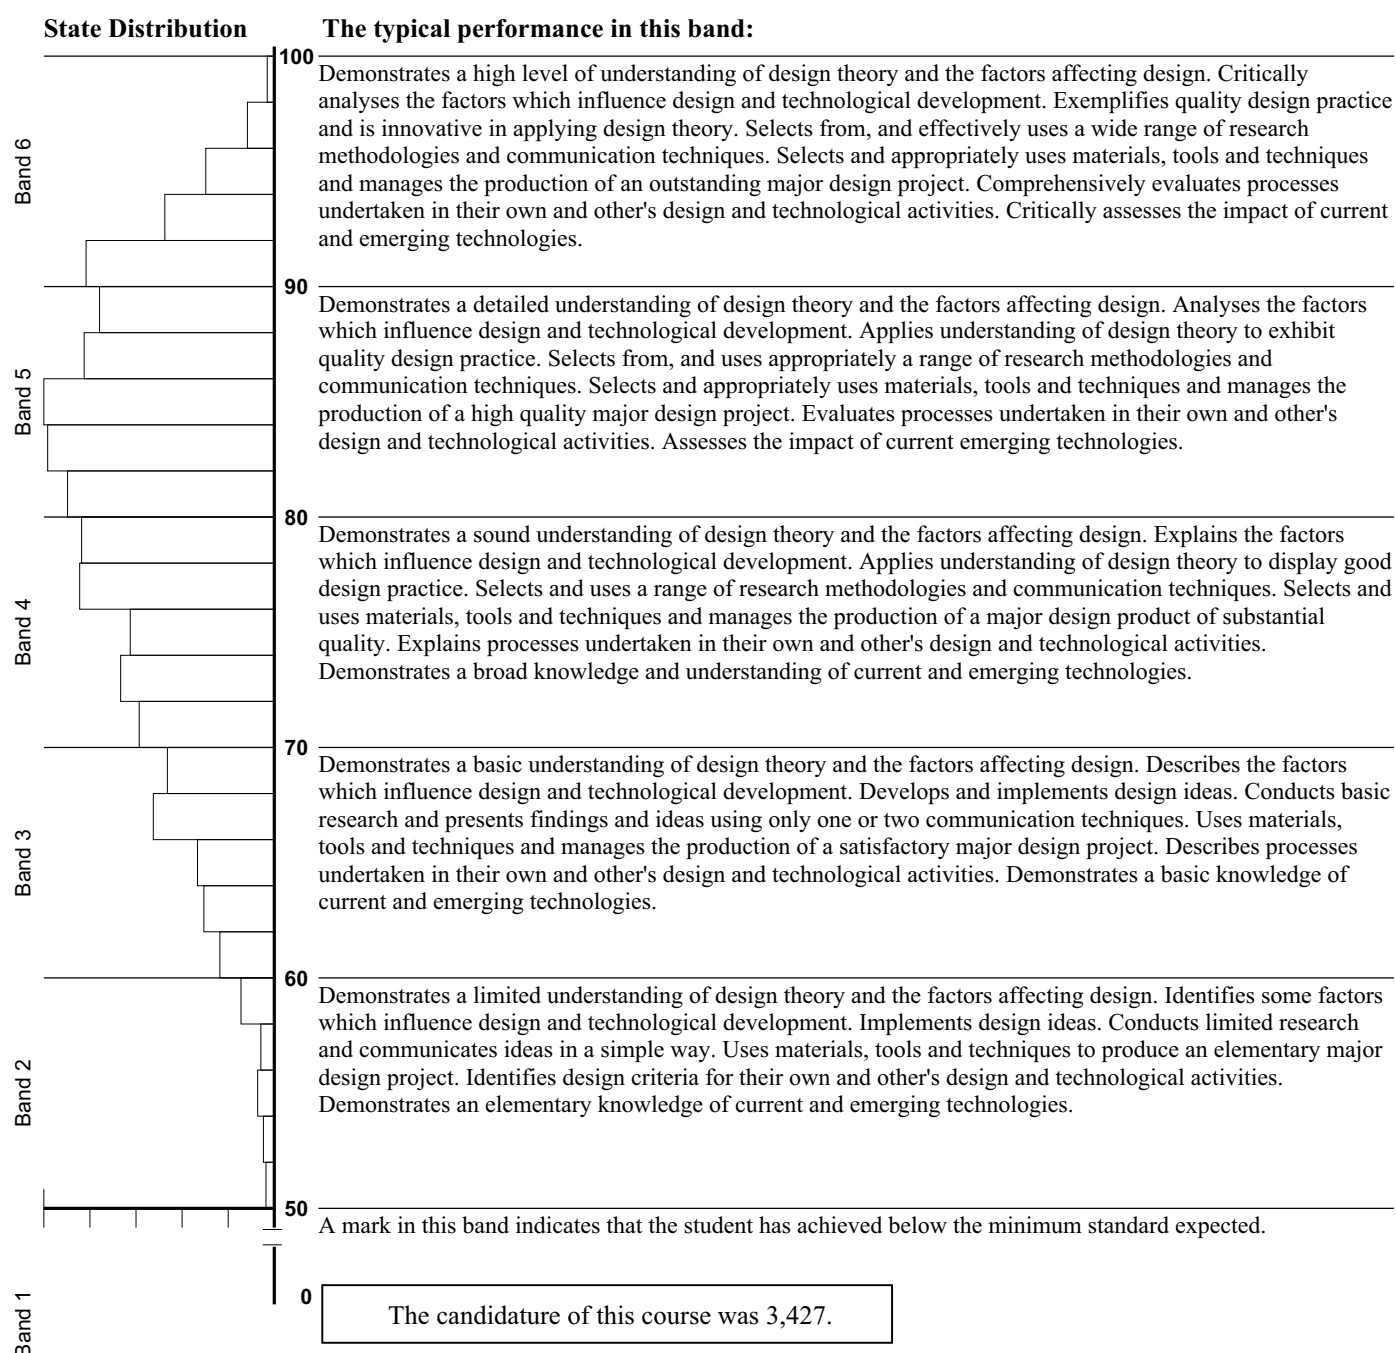 State Distribution
The typical performance in this band:
100
Band 6
Demonstrates a high level of understanding of design theory and the factors affecting design. Critically
analyses the factors which influence design and technological development. Exemplifies quality design practice
and is innovative in applying design theory. Selects from, and effectively uses a wide range of research
methodologies and communication techniques. Selects and appropriately uses materials, tools and techniques
and manages the production of an outstanding major design project. Comprehensively evaluates processes
undertaken in their own and other's design and technological activities. Critically assesses the impact of current
and emerging technologies.
90
Band 5
Demonstrates a detailed understanding of design theory and the factors affecting design. Analyses the factors
which influence design and technological development. Applies understanding of design theory to exhibit
quality design practice. Selects from, and uses appropriately a range of research methodologies and
communication techniques. Selects and appropriately uses materials, tools and techniques and manages the
production of a high quality major design project. Evaluates processes undertaken in their own and other's
design and technological activities. Assesses the impact of current emerging technologies.
80
Band 4
Demonstrates a sound understanding of design theory and the factors affecting design. Explains the factors
which influence design and technological development. Applies understanding of design theory to display good
design practice. Selects and uses a range of research methodologies and communication techniques. Selects and
uses materials, tools and techniques and manages the production of a major design product of substantial
quality. Explains processes undertaken in their own and other's design and technological activities.
Demonstrates a broad knowledge and understanding of current and emerging technologies.
70
Band 3
Demonstrates a basic understanding of design theory and the factors affecting design. Describes the factors
which influence design and technological development. Develops and implements design ideas. Conducts basic
research and presents findings and ideas using only one or two communication techniques. Uses materials,
tools and techniques and manages the production of a satisfactory major design project. Describes processes
undertaken in their own and other's design and technological activities. Demonstrates a basic knowledge of
current and emerging technologies.
60
Band 2
Demonstrates a limited understanding of design theory and the factors affecting design. Identifies some factors
which influence design and technological development. Implements design ideas. Conducts limited research
and communicates ideas in a simple way. Uses materials, tools and techniques to produce an elementary major
design project. Identifies design criteria for their own and other's design and technological activities.
Demonstrates an elementary knowledge of current and emerging technologies.
50
A mark in this band indicates that the student has achieved below the minimum standard expected.
0
Band 1
The candidature of this course was 3,427.